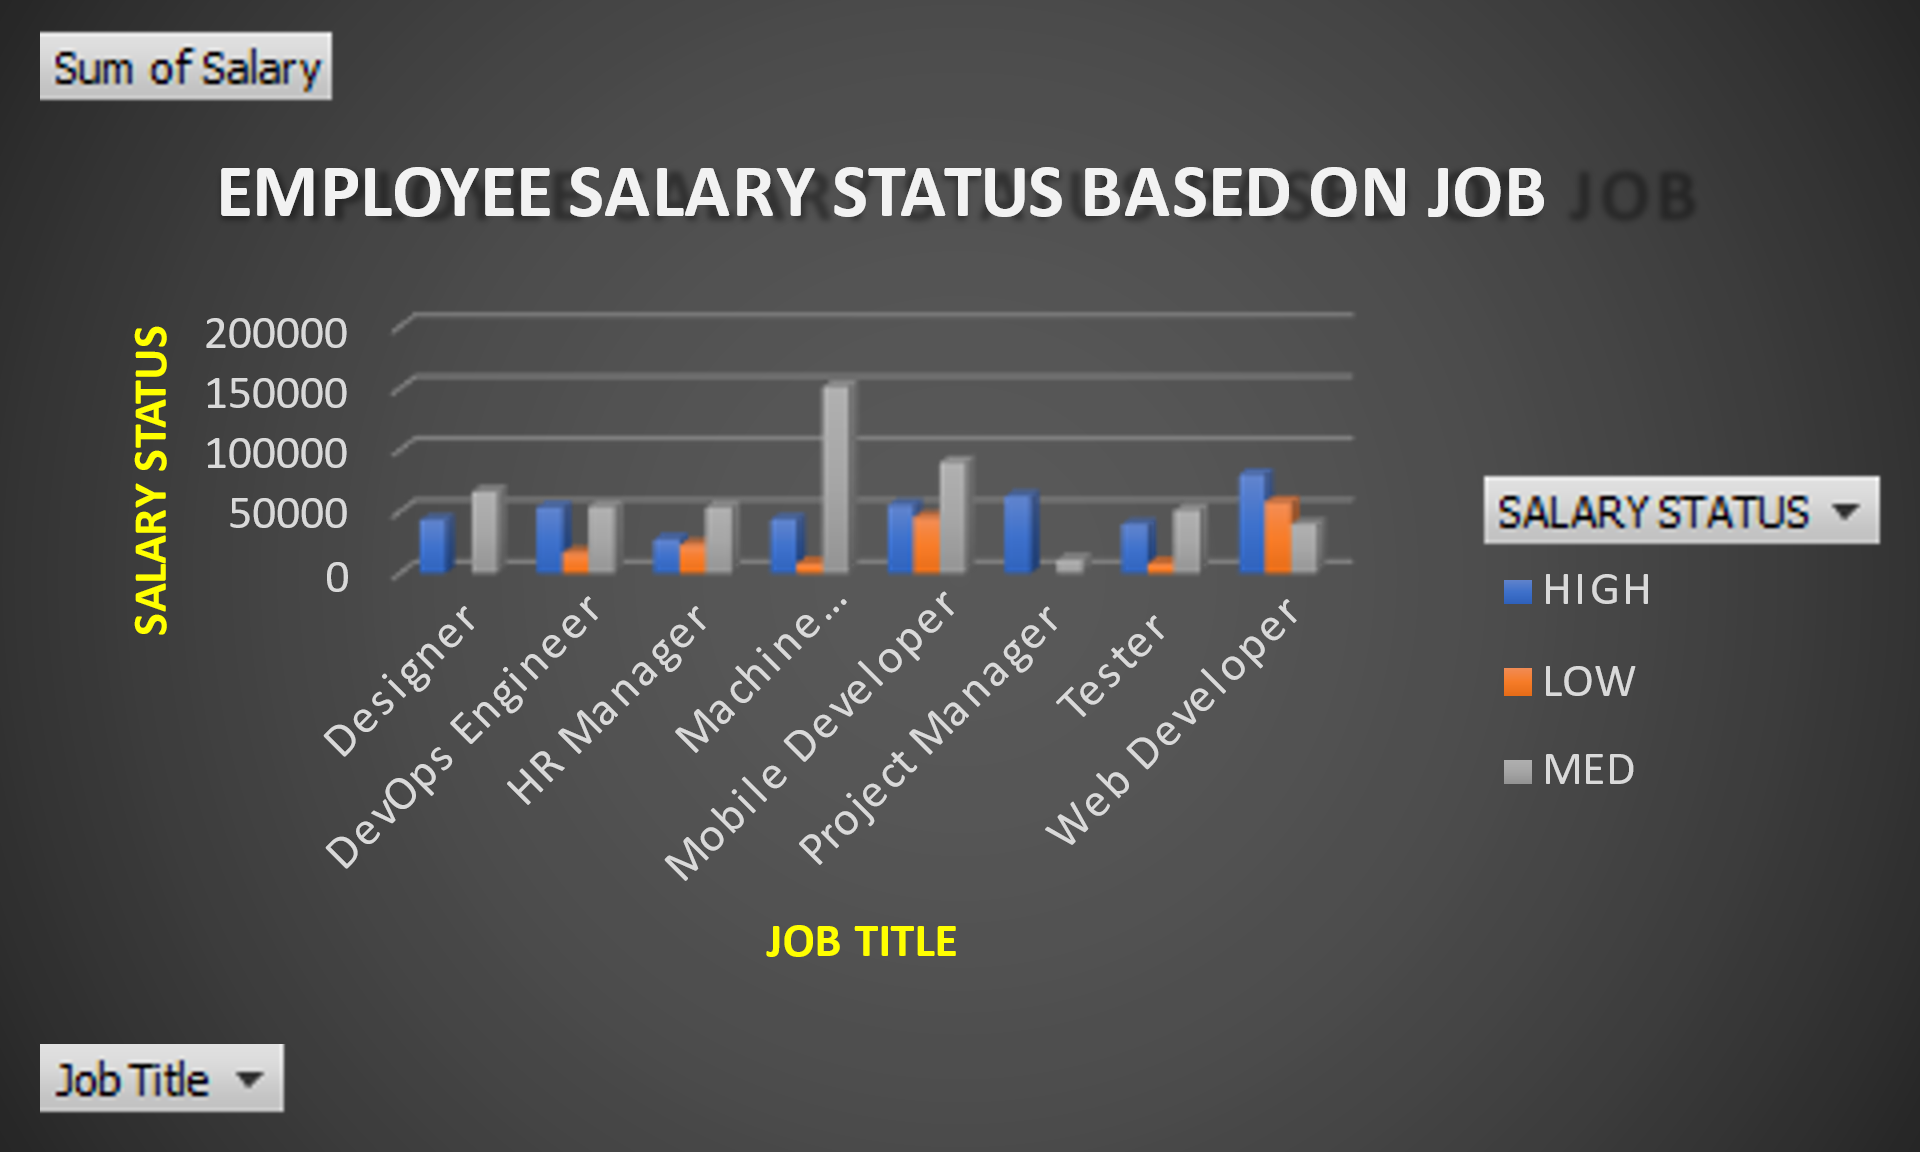 Sum of Salary
EMPLOYEE SALARY STATUS BASED ON JOB
SALARY STATUS
200000
150000
100000
50000
0
Designer
DevOps Engineer
HR Manager
Machine...
Mobile Developer
Project Manager
Tester
Web Developer
JOB TITLE
SALARY STATUS
HIGH
LOW
MED
Job Title